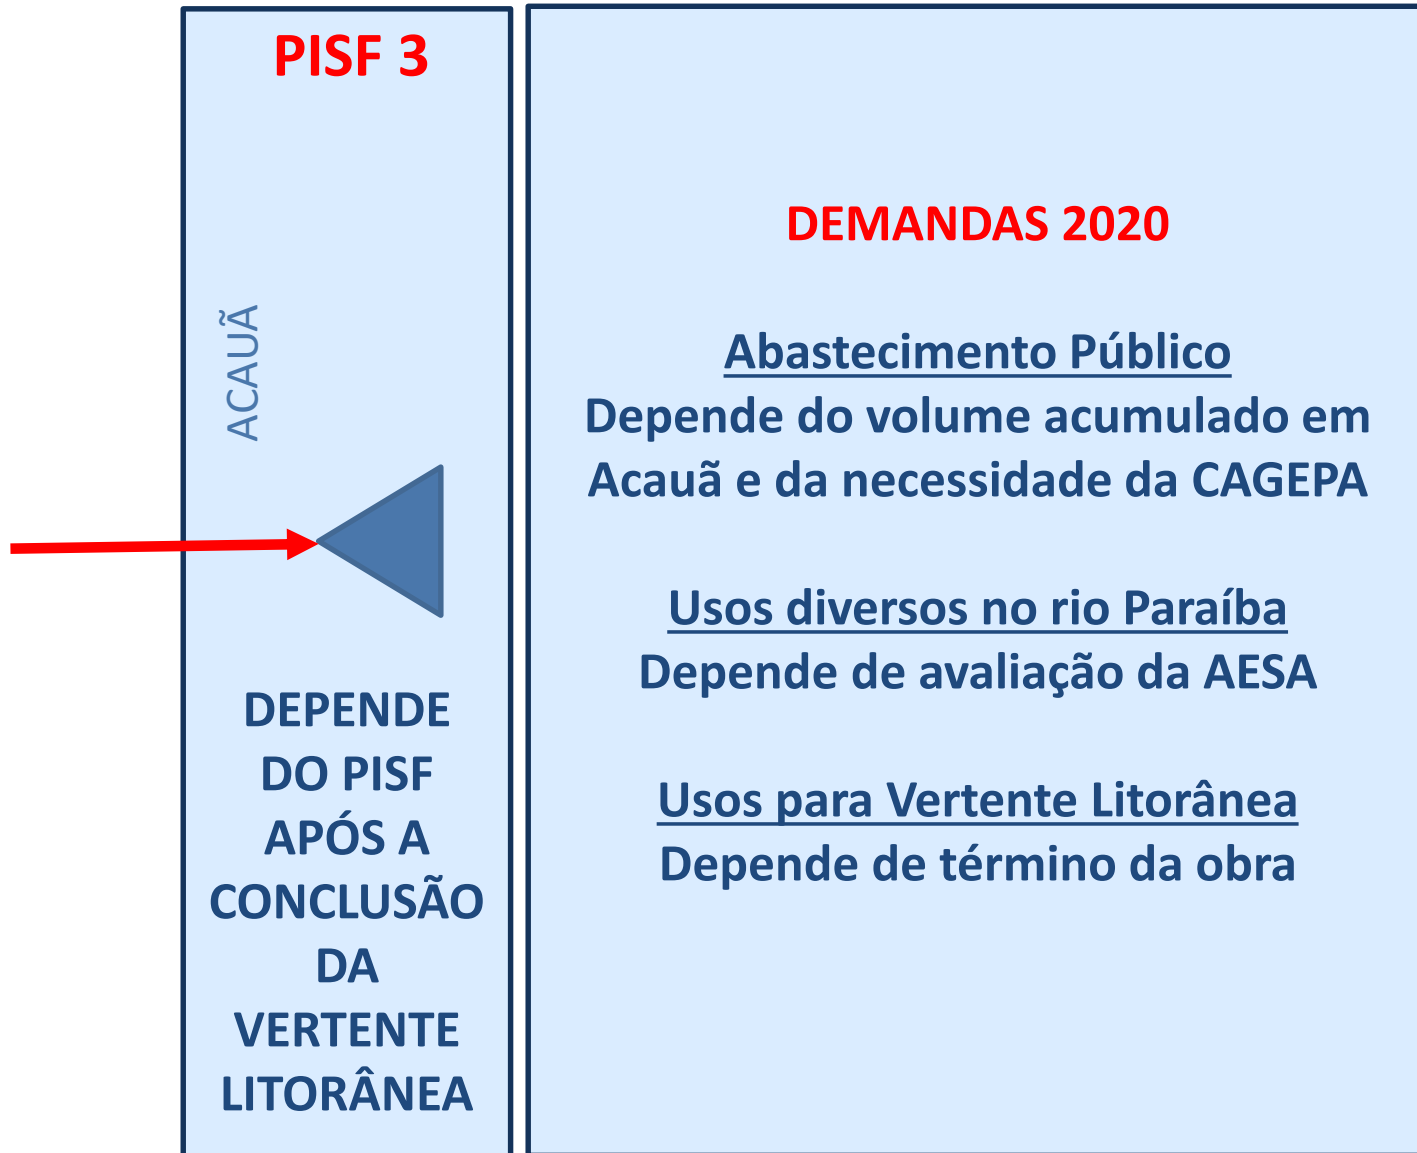 PISF 3
ACAUÃ
DEPENDE
DO PISF
APÓS A
CONCLUSÃO
DA
VERTENTE
LITORÂNEA
DEMANDAS 2020
Abastecimento Público
Depende do volume acumulado em
Acauã e da necessidade da CAGEPA
Usos diversos no rio Paraíba
Depende de avaliação da AESA
Usos para Vertente Litorânea
Depende de término da obra